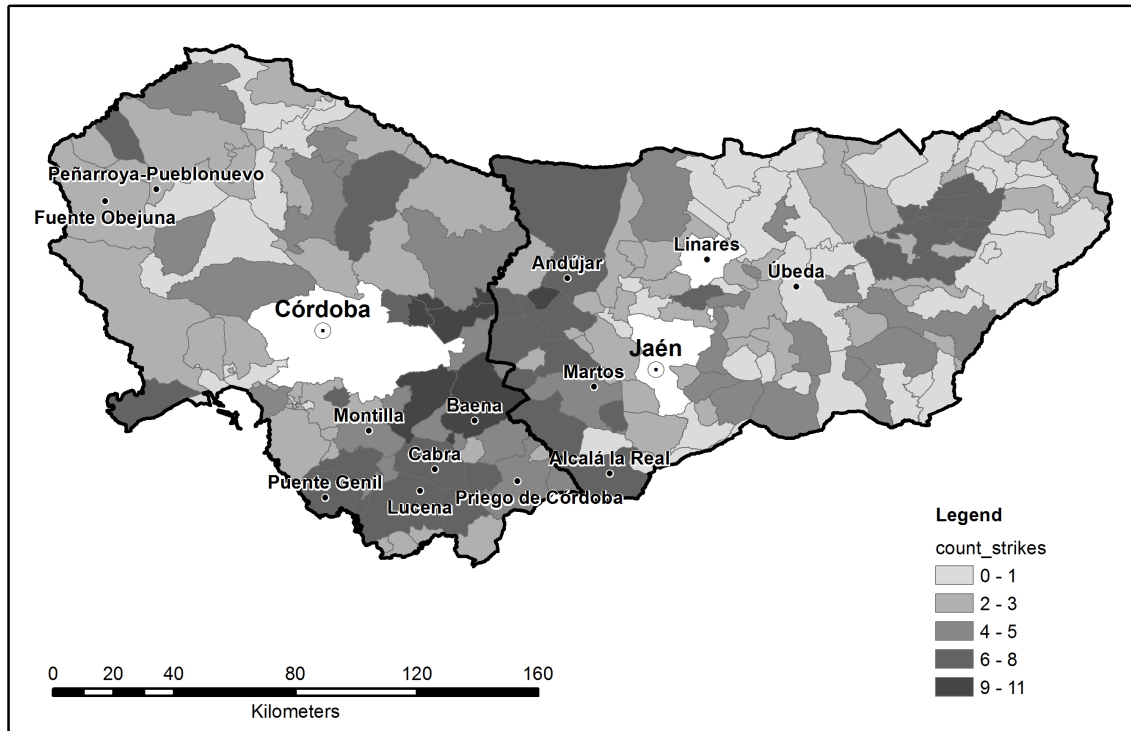 Peñarroya-Pueblonuevo
Fuente Obejuna
Linares
Andújar
Úbeda
Córdoba
Jaén
Martos
Montilla
Baena
Cabra
Alcalá la Real
Puente Genil
Lucena
Priego de Córdoba
Legend
count_strikes
0 - 1
2 - 3
4 - 5
6 - 8
9 - 11
0 20 40 80 120 160
Kilometers